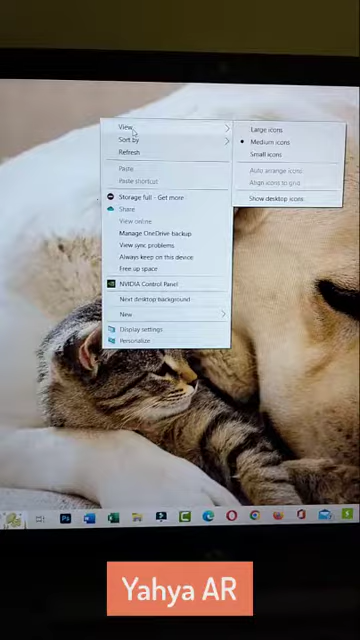 View
Sort by
Refresh
Paste
Paste shortcut
Storage full - Get more
Share
View online
Manage OneDrive backup
View sync problems
Always keep on this device
Free up space
NVIDIA Control Panel
Next desktop background
New
Display settings
Personalize
Large icons
Medium icons
Small icons
Auto arrange icons
Align icons to grid
Show desktop icons
Yahya AR